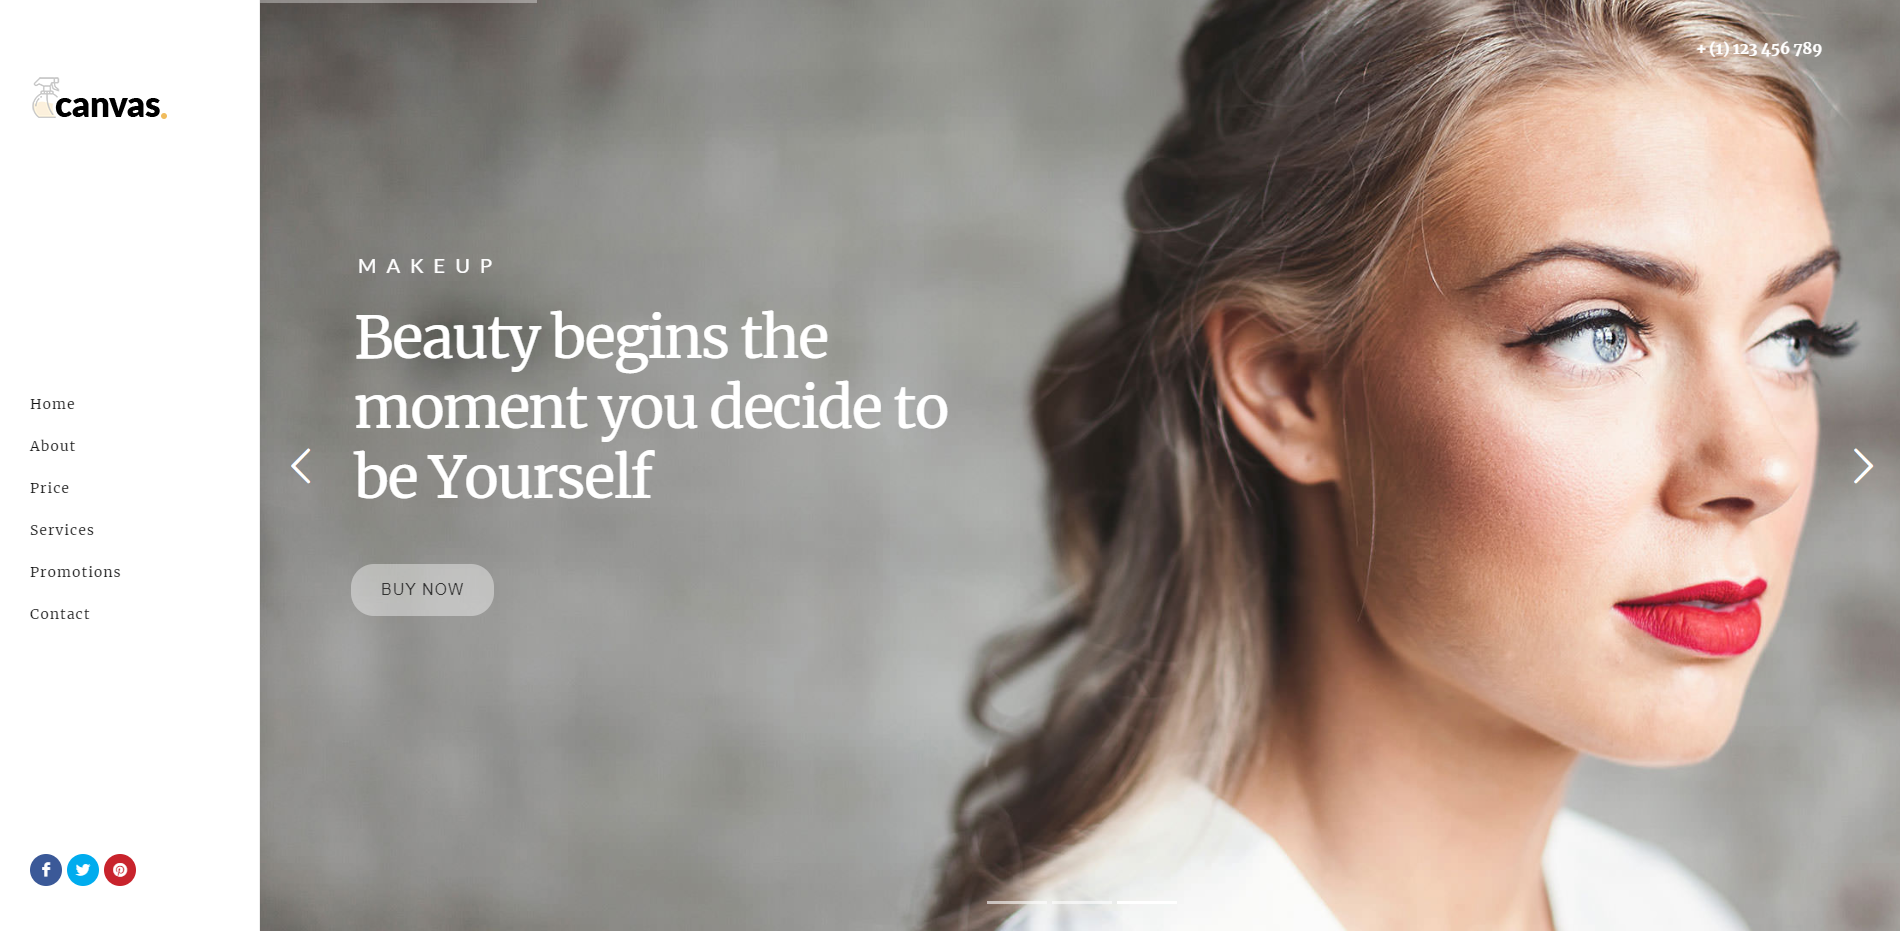 canvas.
Home
About
Price
Services
Promotions
Contact
+ (1) 123 456 789
MAKEUP
Beauty begins the
moment you decide to
be Yourself
BUY NOW